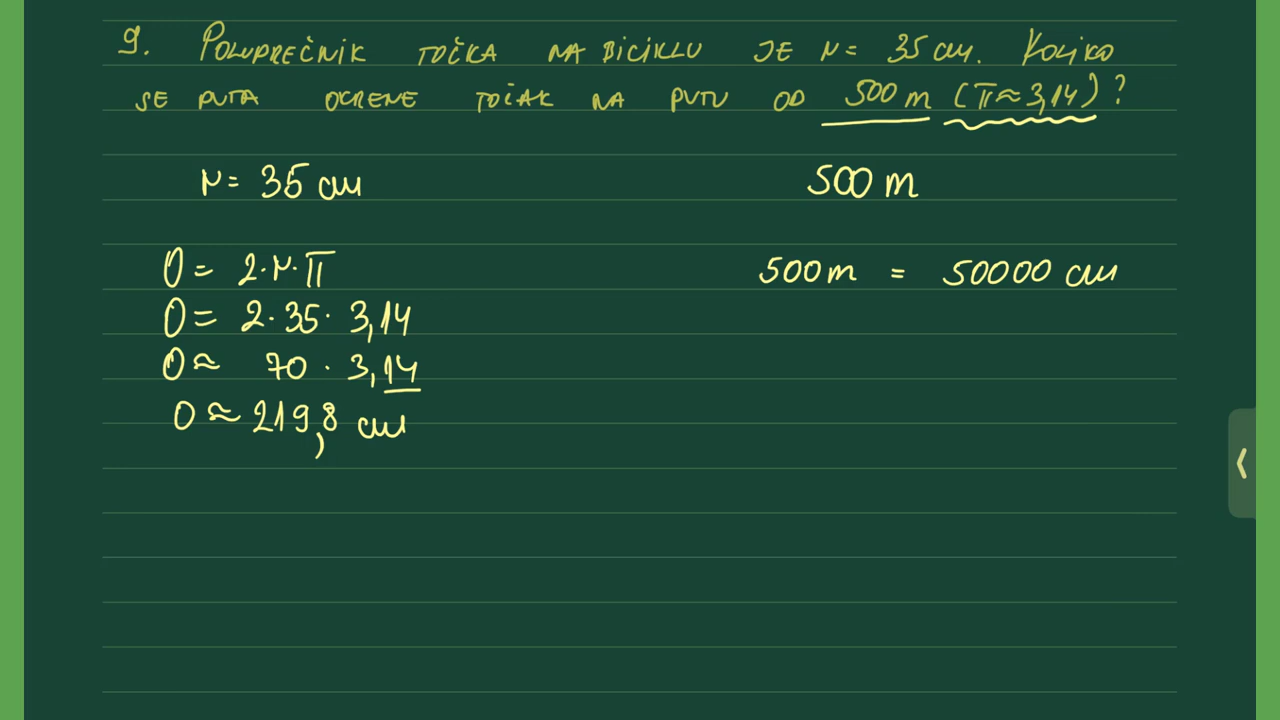 9. POLUPREČNIK TOČKA NA BICIKLU JE r = 35 cm. KOLIKO
SE PUTA OKRENE TOČAK NA PUTU OD 500 m (π≈3,14)?
r = 35 cm
500 m
O = 2·r·π
500 m = 50000 cm
O = 2·35·3,14
O ≈ 70·3,14
O ≈ 219,8 cm